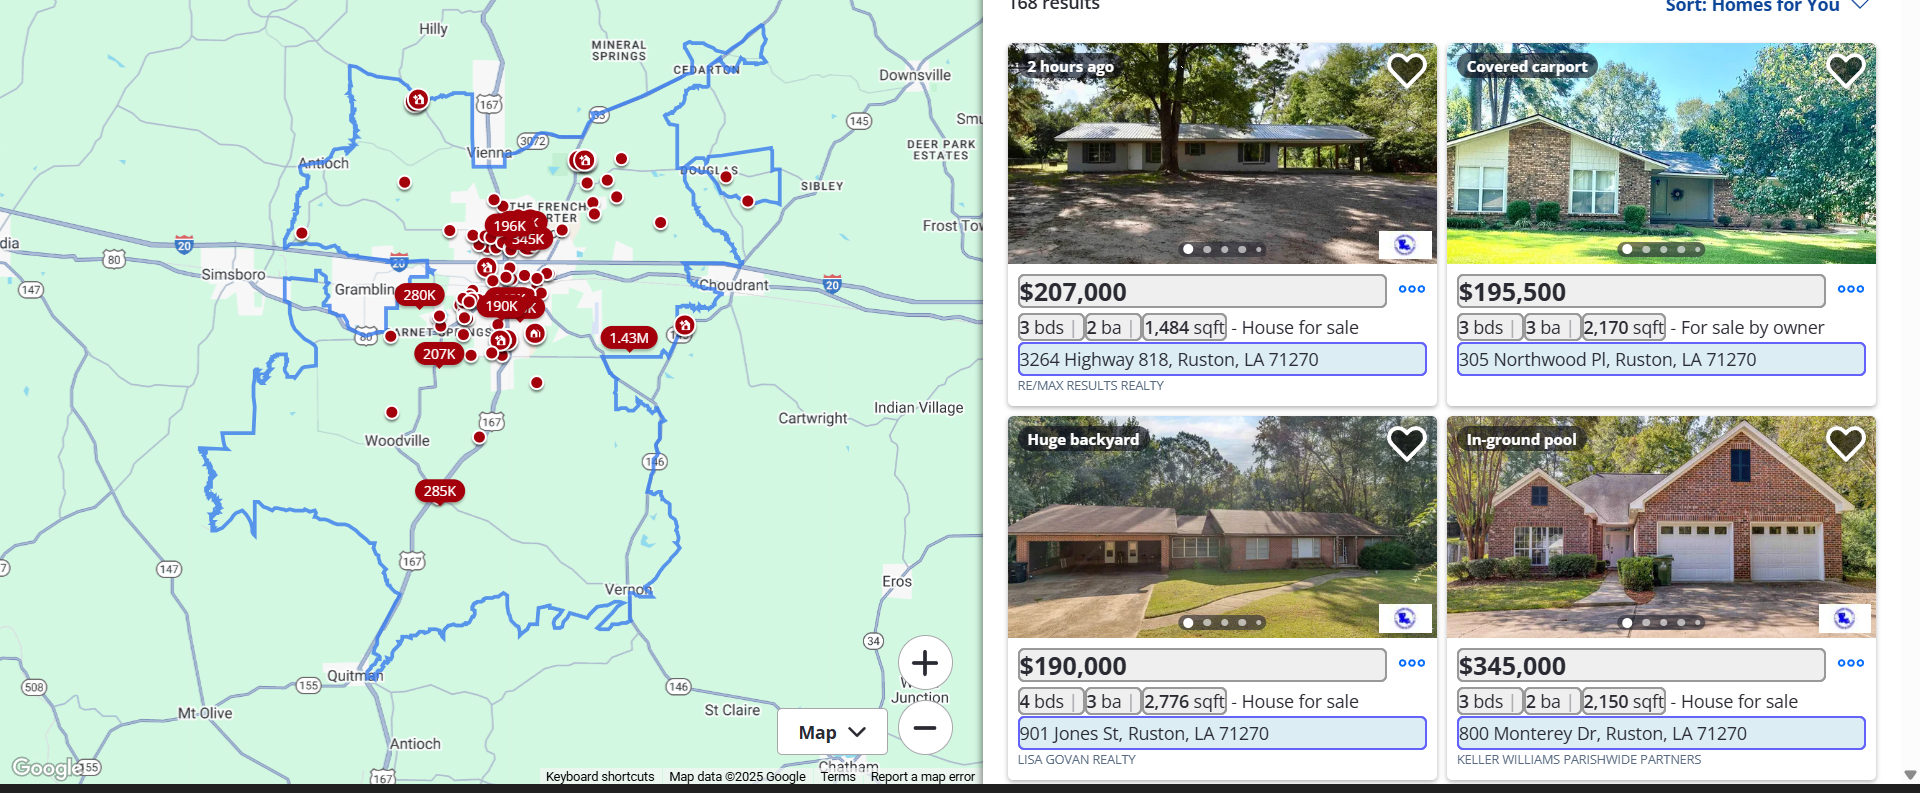 Hilly
MINERAL
SPRINGS
CEDARTON
Downsville
167
33
145
3072
DEER PARK
ESTATES
Vienna
Antioch
DOUGLAS
SIBLEY
THE FRENCH
RTER
196K
K
345K
Frost To
dia
20
80
20
Simsboro
147
Grambling
280K
190K
K
Choudrant
20
80
ARNET SPRINGS
207K
1.43M
Cartwright
Indian Village
167
Woodville
146
285K
167
147
7
Vernon
Eros
34
Quitman
155
508
146
Junction
Mt Olive
St Claire
Antioch
Map
Google
155
167
Chatham
Keyboard shortcuts
Map data ©2025 Google
Terms
Report a map error
168 results
Sort: Homes for You
2 hours ago
Covered carport
$207,000
3 bds | 2 ba | 1,484 sqft - House for sale
3264 Highway 818, Ruston, LA 71270
RE/MAX RESULTS REALTY
$195,500
3 bds | 3 ba | 2,170 sqft - For sale by owner
305 Northwood Pl, Ruston, LA 71270
Huge backyard
In-ground pool
$190,000
4 bds | 3 ba | 2,776 sqft - House for sale
901 Jones St, Ruston, LA 71270
LISA GOVAN REALTY
$345,000
3 bds | 2 ba | 2,150 sqft - House for sale
800 Monterey Dr, Ruston, LA 71270
KELLER WILLIAMS PARISHWIDE PARTNERS